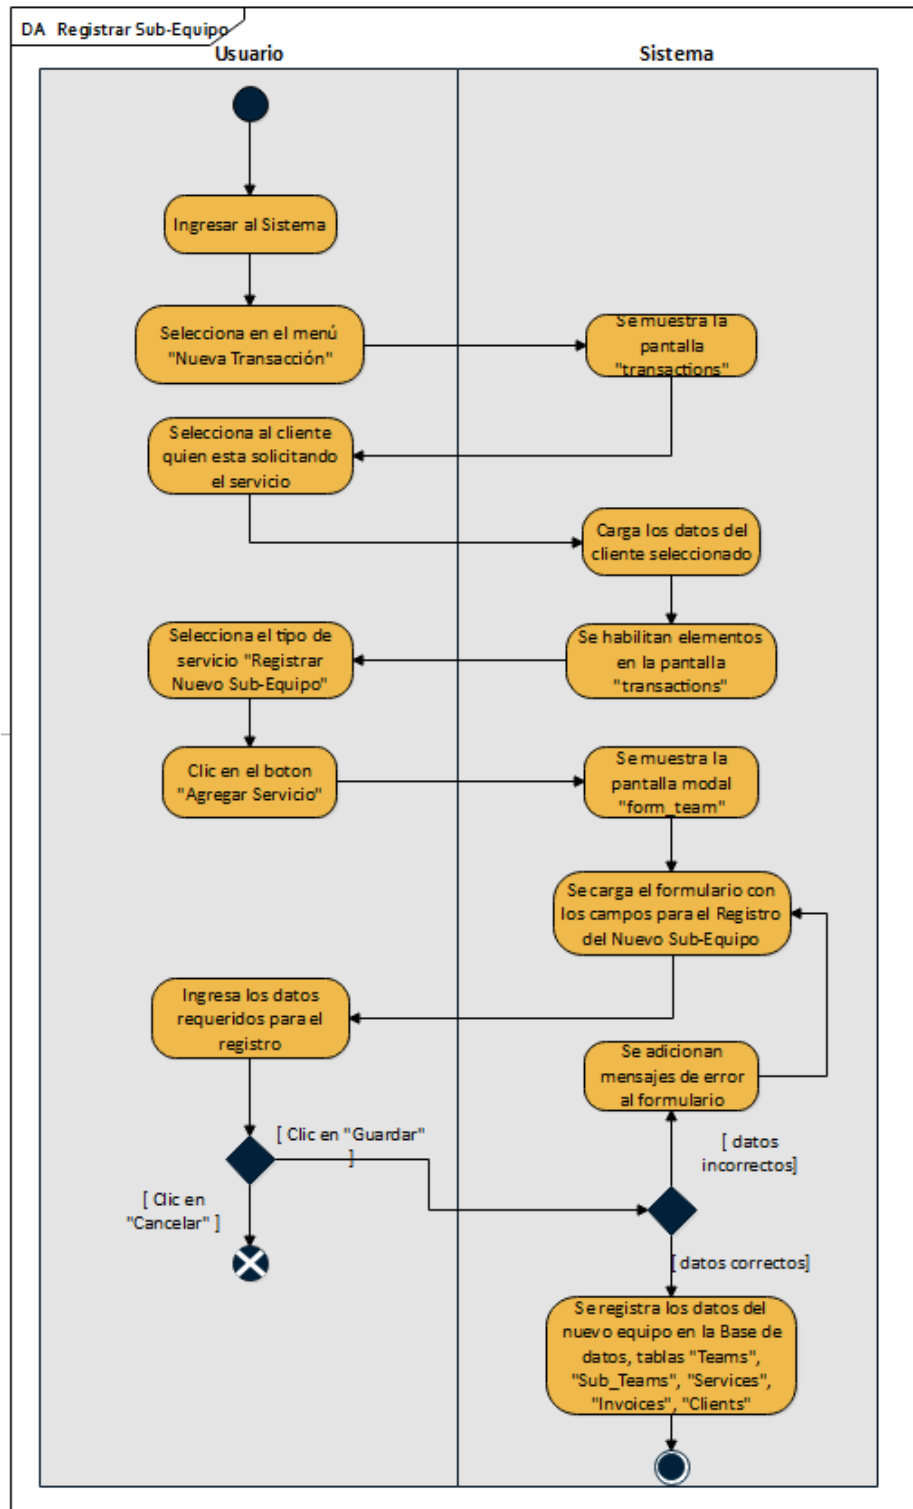 DA Registrar Sub-Equipo
Usuario
Sistema
Ingresar al Sistema
Selecciona en el menú
"Nueva Transacción"
Se muestra la
pantalla
"transactions"
Selecciona al cliente
quien esta solicitando
el servicio
Carga los datos del
cliente seleccionado
Se habilitan elementos
en la pantalla
"transactions"
Selecciona el tipo de
servicio "Registrar
Nuevo Sub-Equipo"
Clic en el boton
"Agregar Servicio"
Se muestra la
pantalla modal
"form_team"
Se carga el formulario con
los campos para el Registro
del Nuevo Sub-Equipo
Ingresa los datos
requeridos para el
registro
Se adicionan
mensajes de error
al formulario
[ Clic en "Guardar"
]
[ datos
incorrectos]
[ Clic en
"Cancelar" ]
[ datos correctos]
Se registra los datos del
nuevo equipo en la Base de
datos, tablas "Teams",
"Sub_Teams", "Services",
"Invoices", "Clients"